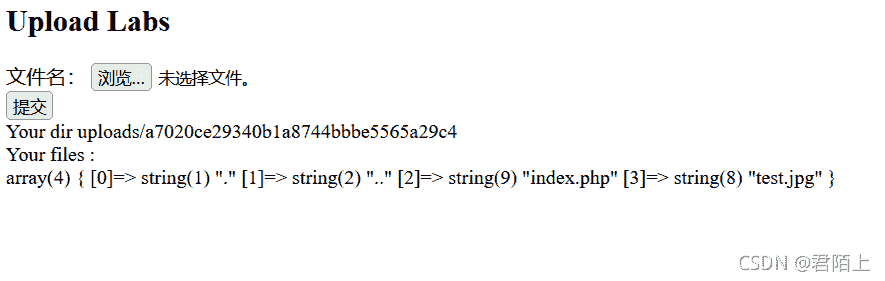 Upload Labs
文件名： 浏览... 未选择文件。
提交
Your dir uploads/a7020ce29340b1a8744bbbe5565a29c4
Your files :
array(4) { [0]=> string(1) "." [1]=> string(2) ".." [2]=> string(9) "index.php" [3]=> string(8) "test.jpg" }
CSDN @君陌上